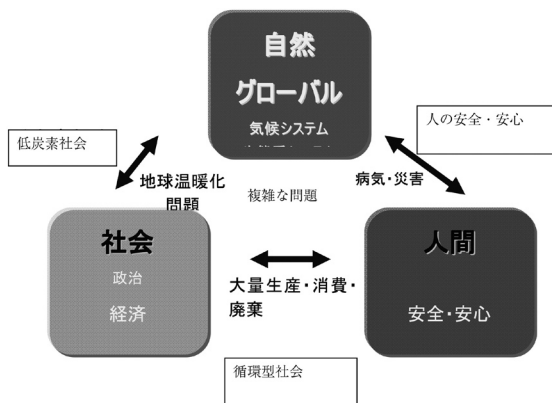 自然
グローバル
気候システム
人の安全・安心
低炭素社会
地球温暖化
問題
複雑な問題
病気・災害
社会
政治
経済
大量生産・消費・
廃棄
人間
安全・安心
循環型社会